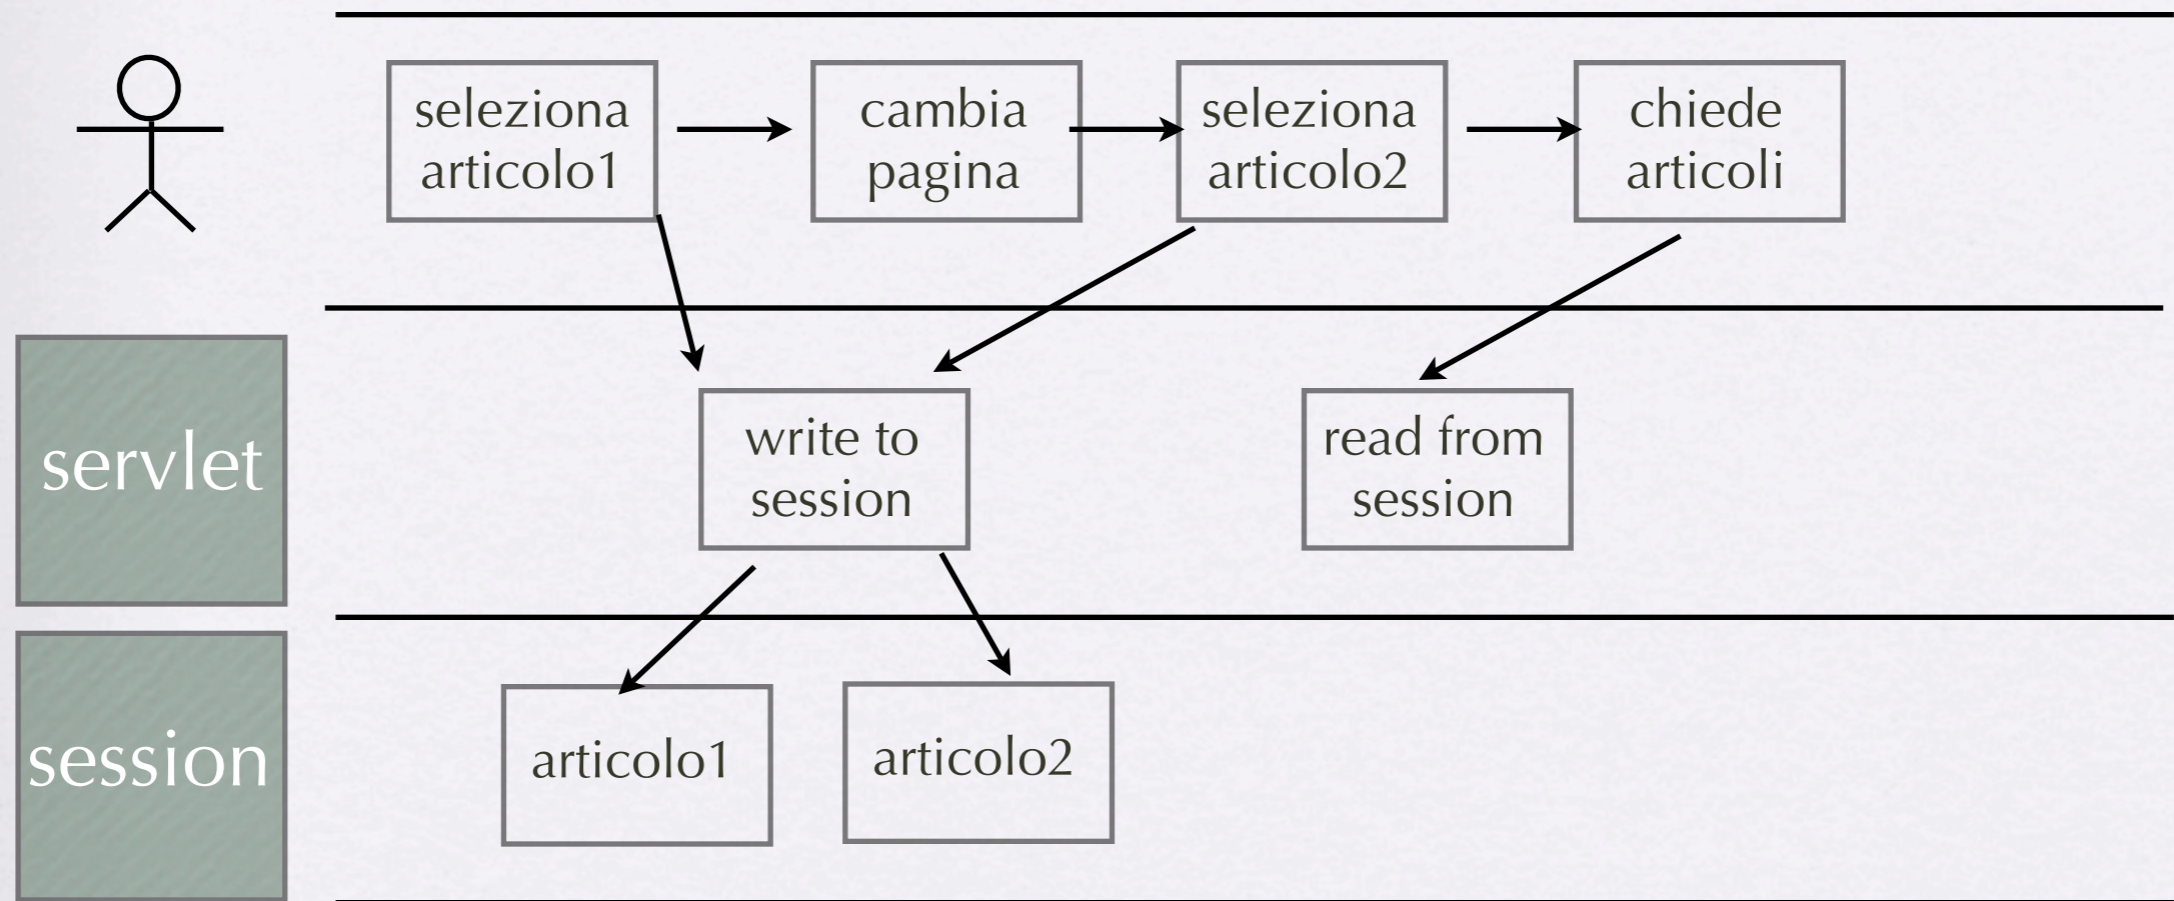 seleziona
articolo1
cambia
pagina
seleziona
articolo2
chiede
articoli
servlet
write to
session
read from
session
session
articolo1
articolo2